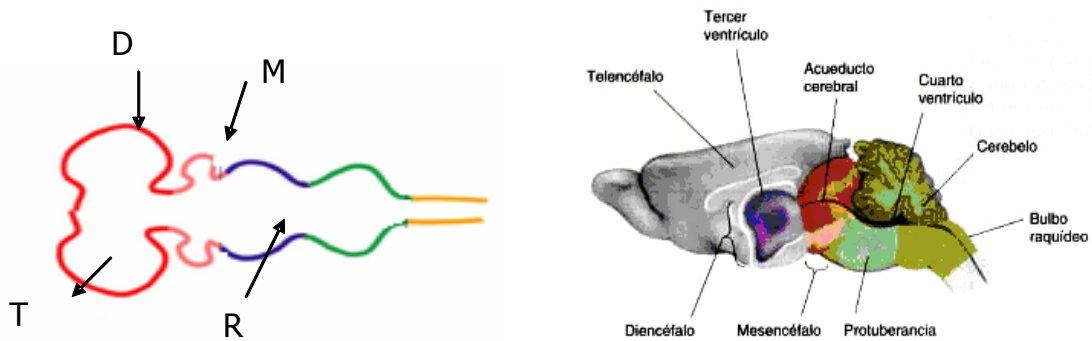 D
M
T
R
Tercer
ventrículo
Telencéfalo
Acueducto
cerebral
Cuarto
ventrículo
Cerebelo
Bulbo
raquídeo
Diencéfalo
Mesencéfalo
Protuberancia